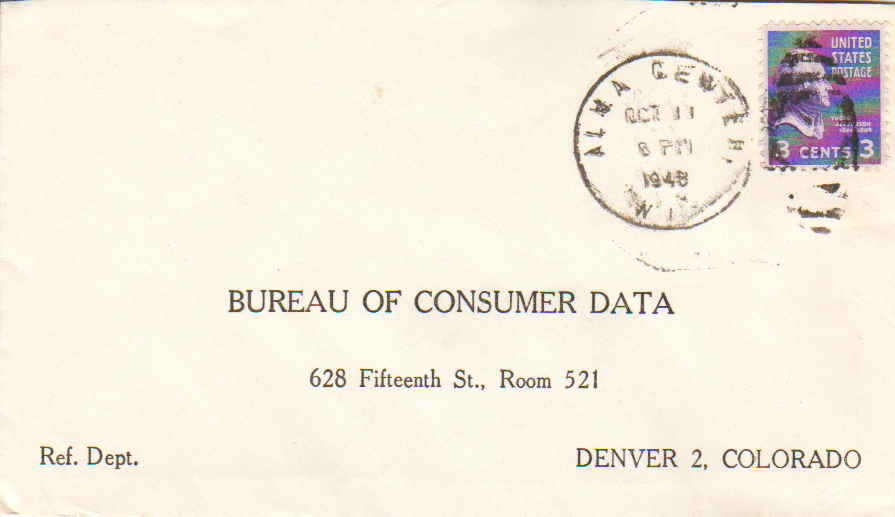 ALMA CENTER,
OCT 11
6 PM
1948
WIS.
UNITED
STATES
POSTAGE
3 CENTS 3
BUREAU OF CONSUMER DATA
628 Fifteenth St., Room 521
Ref. Dept.
DENVER 2, COLORADO